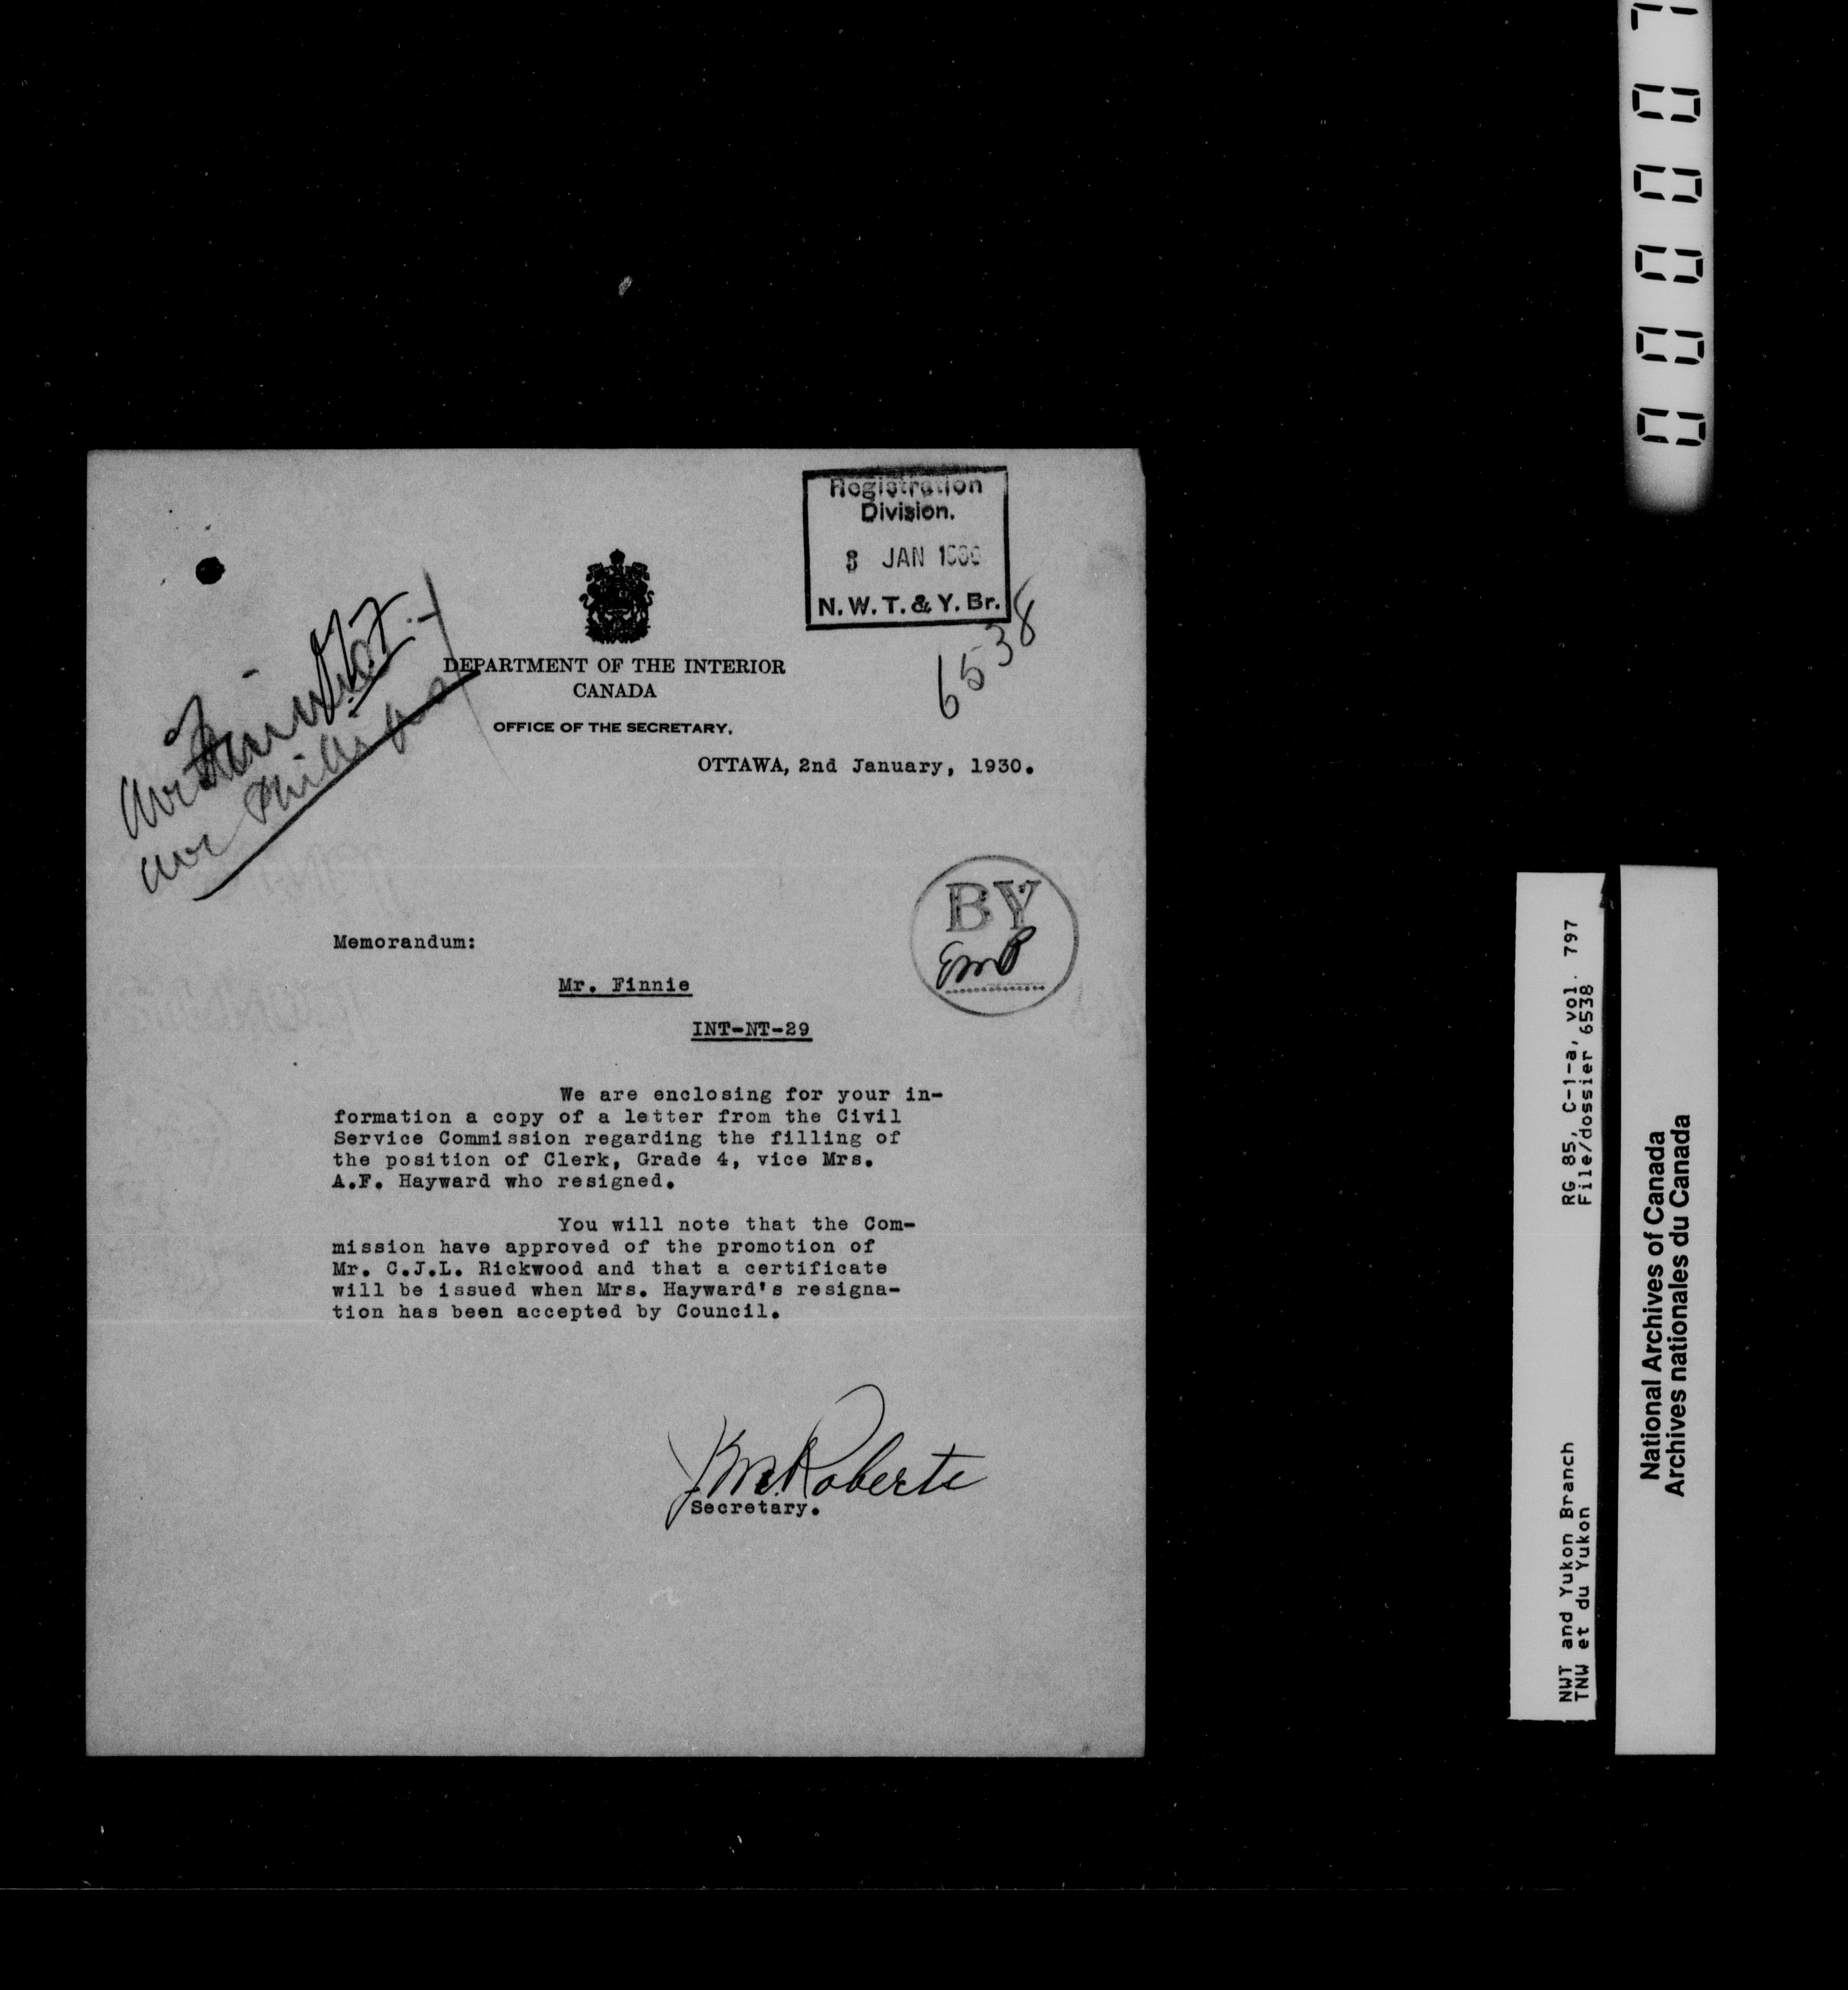 Registration
Division.
JAN 1930
N. W. T. & Y. Br.
6538
DEPARTMENT OF THE INTERIOR
CANADA
OFFICE OF THE SECRETARY.
OTTAWA, 2nd January, 1930.
BY
EMB
Memorandum:
Mr. Finnie
INT-NT-29
We are enclosing for your in-
formation a copy of a letter from the Civil
Service Commission regarding the filling of
the position of Clerk, Grade 4, vice Mrs.
A.F. Hayward who resigned.
You will note that the Com-
mission have approved of the promotion of
Mr. C.J.L. Rickwood and that a certificate
will be issued when Mrs. Hayward's resigna-
tion has been accepted by Council.
Roberts
Secretary.
RG 85, C-1-a, vol. 797
File/dossier 6538
NWT and Yukon Branch
TNW et du Yukon
National Archives of Canada
Archives nationales du Canada